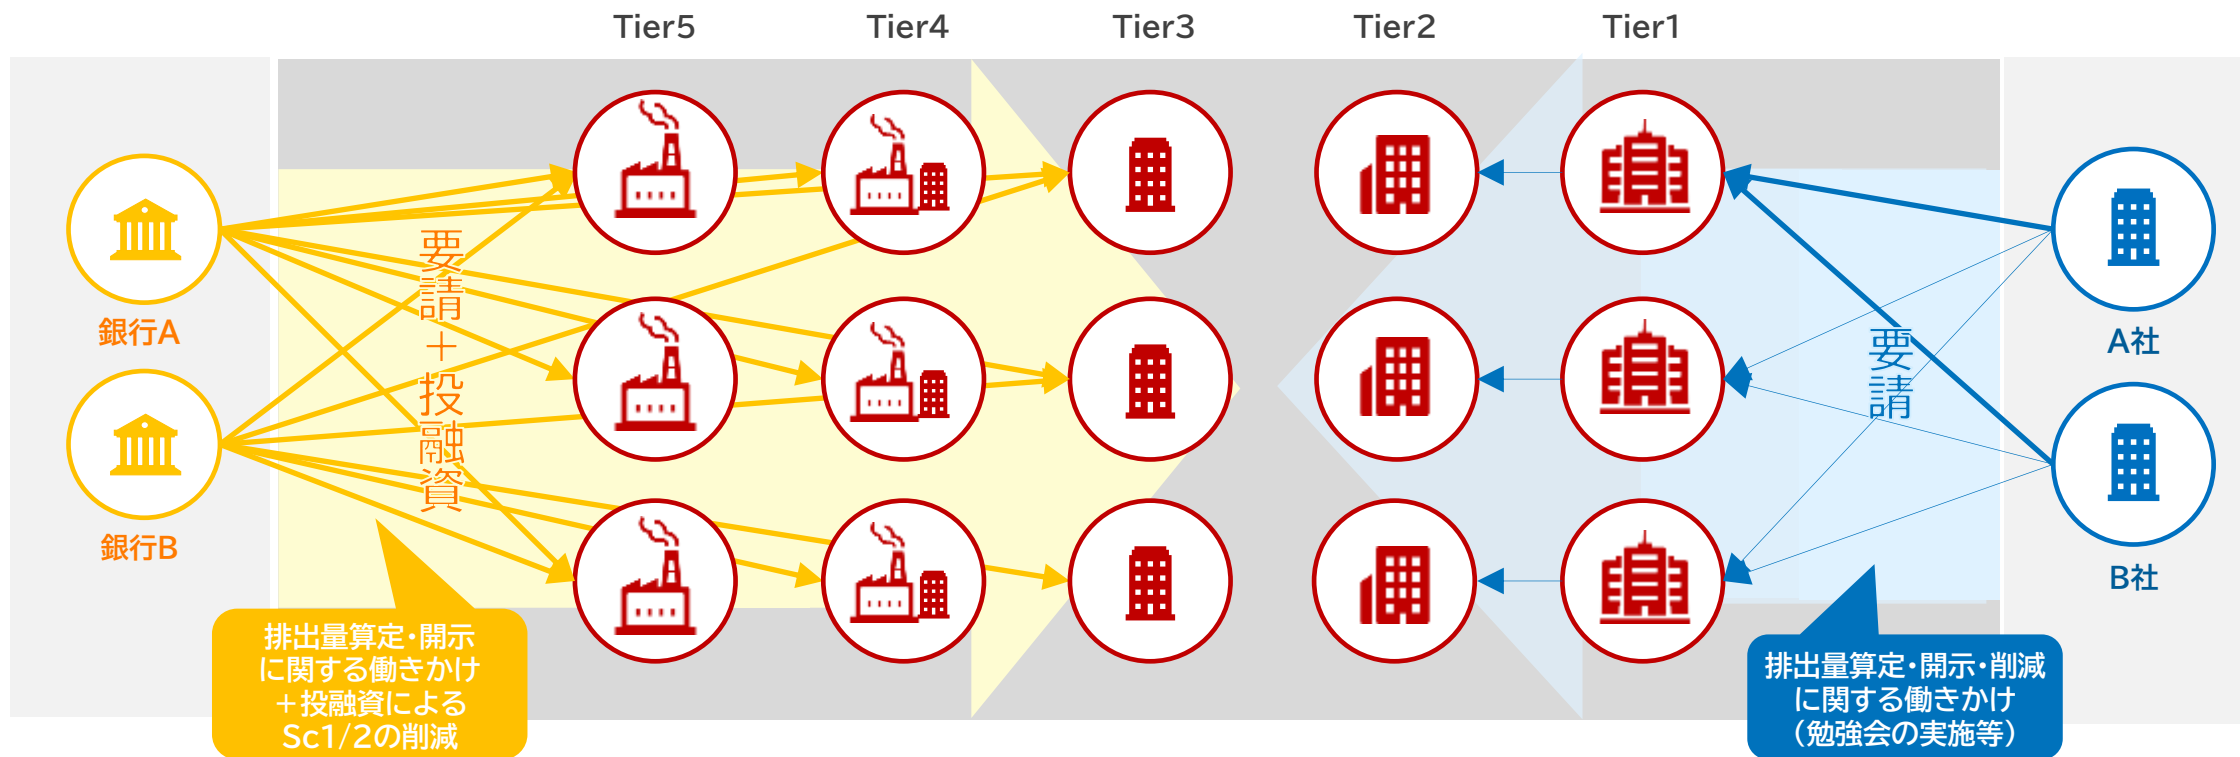 Tier5
Tier4
Tier3
Tier2
Tier1
銀行A
銀行B
要請＋投融資
排出量算定・開示
に関する働きかけ
＋投融資による
Sc1/2の削減
要請
A社
B社
排出量算定・開示・削減
に関する働きかけ
（勉強会の実施等）